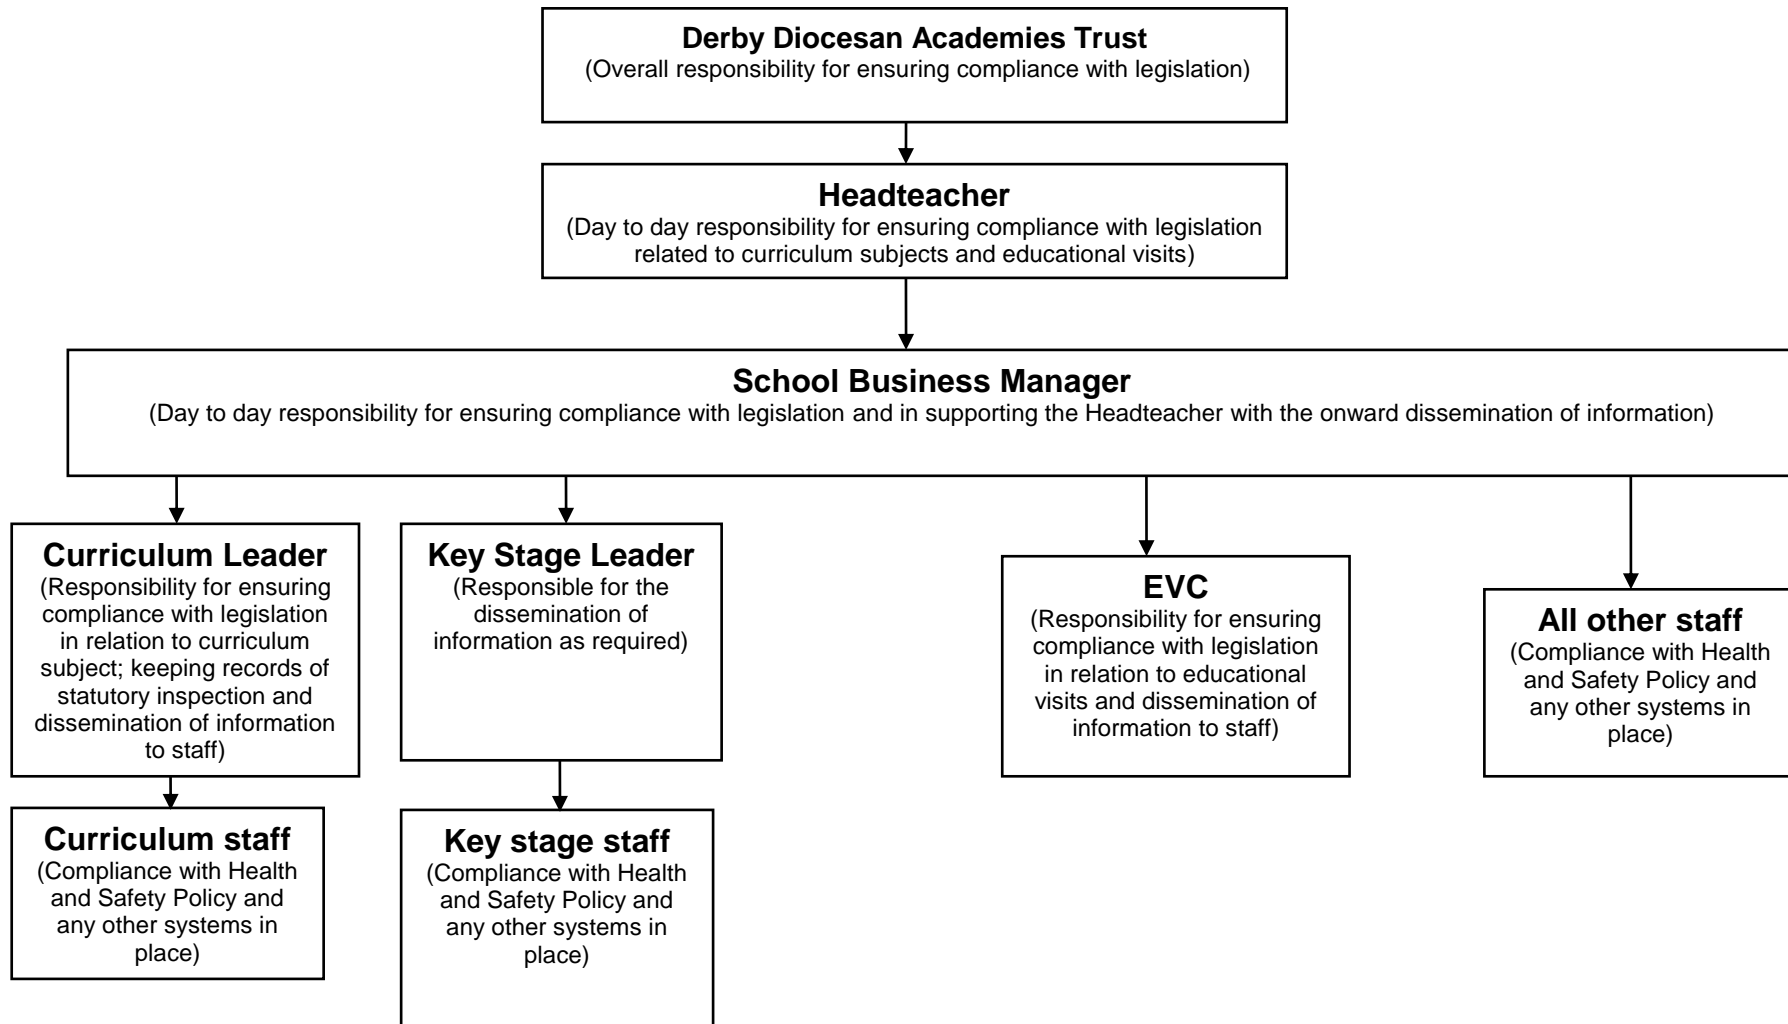 Derby Diocesan Academies Trust
(Overall responsibility for ensuring compliance with legislation)
Headteacher
(Day to day responsibility for ensuring compliance with legislation
related to curriculum subjects and educational visits)
School Business Manager
(Day to day responsibility for ensuring compliance with legislation and in supporting the Headteacher with the onward dissemination of information)
Curriculum Leader
(Responsibility for ensuring
compliance with legislation
in relation to curriculum
subject; keeping records of
statutory inspection and
dissemination of information
to staff)
Key Stage Leader
(Responsible for the
dissemination of
information as required)
EVC
(Responsibility for ensuring
compliance with legislation
in relation to educational
visits and dissemination of
information to staff)
All other staff
(Compliance with Health
and Safety Policy and
any other systems in
place)
Curriculum staff
(Compliance with Health
and Safety Policy and
any other systems in
place)
Key stage staff
(Compliance with Health
and Safety Policy and
any other systems in
place)